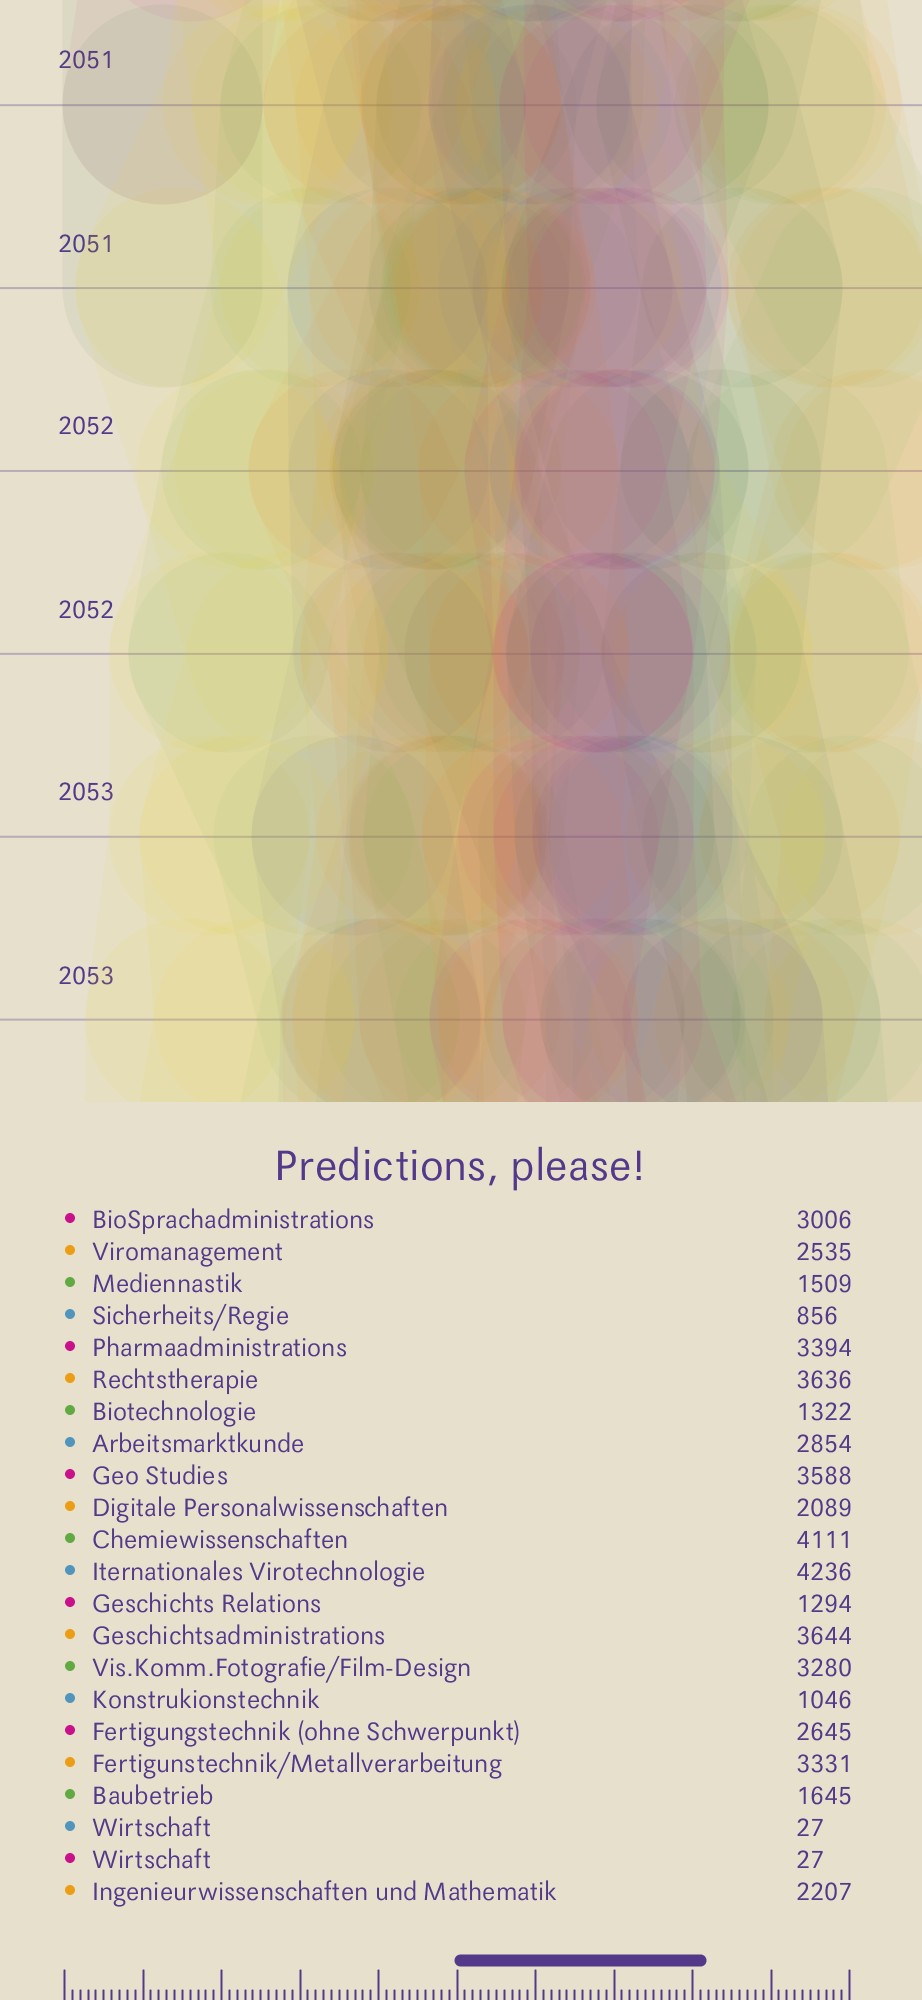 2051
2051
2052
2052
2053
2053
Predictions, please!
BioSprachadministrations 3006
Viromanagement 2535
Mediennastik 1509
Sicherheits/Regie 856
Pharmaadministrations 3394
Rechtstherapie 3636
Biotechnologie 1322
Arbeitsmarktkunde 2854
Geo Studies 3588
Digitale Personalwissenschaften 2089
Chemiewissenschaften 4111
Iternationales Virotechnologie 4236
Geschichts Relations 1294
Geschichtsadministrations 3644
Vis.Komm.Fotografie/Film-Design 3280
Konstrukionstechnik 1046
Fertigungstechnik (ohne Schwerpunkt) 2645
Fertigunstechnik/Metallverarbeitung 3331
Baubetrieb 1645
Wirtschaft 27
Wirtschaft 27
Ingenieurwissenschaften und Mathematik 2207